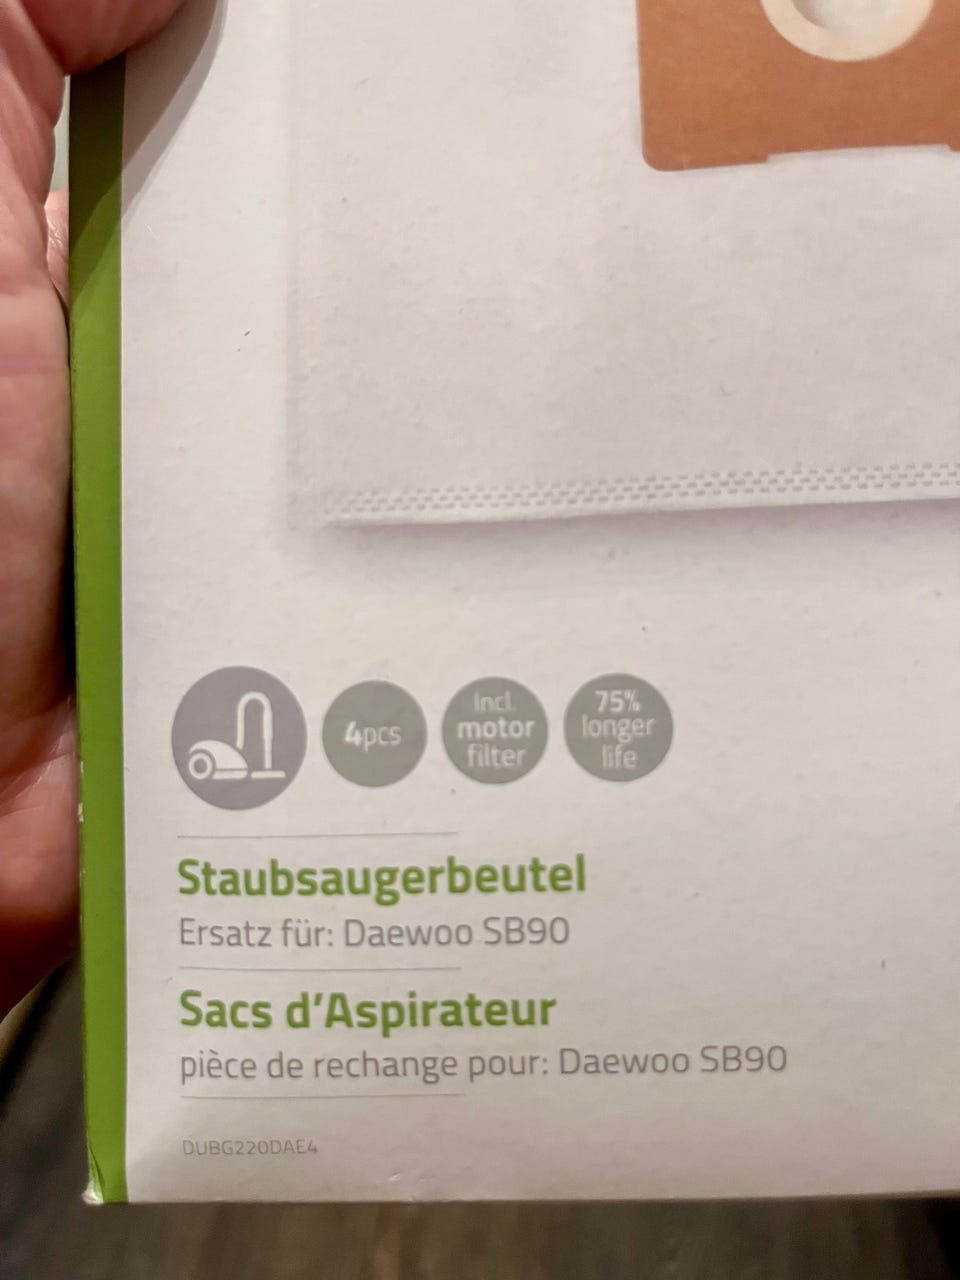 4pcs
Incl.
motor
filter
75%
longer
life
Staubsaugerbeutel
Ersatz für: Daewoo SB90
Sacs d’Aspirateur
pièce de rechange pour: Daewoo SB90
DUBG220DAE4